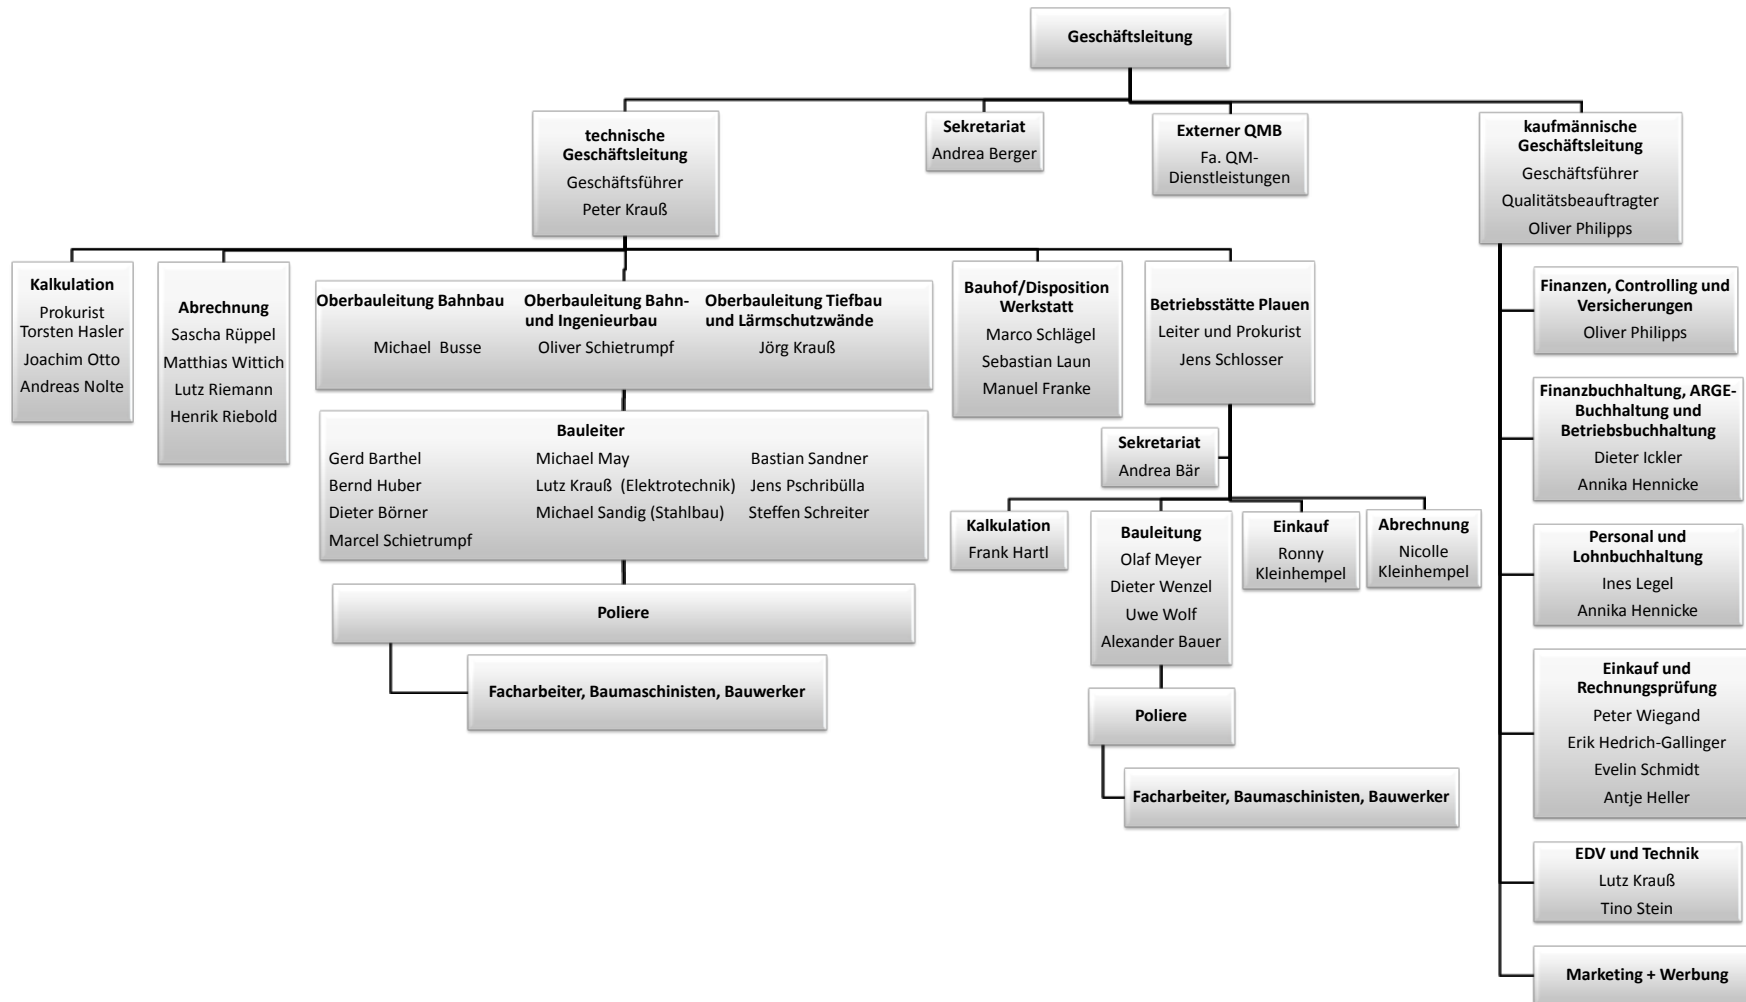 Geschäftsleitung
technische
Geschäftsleitung
Geschäftsführer
Peter Krauß
Sekretariat
Andrea Berger
Externer QMB
Fa. QM-
Dienstleistungen
kaufmännische
Geschäftsleitung
Geschäftsführer
Qualitätsbeauftragter
Oliver Philipps
Kalkulation
Prokurist
Torsten Hasler
Joachim Otto
Andreas Nolte
Abrechnung
Sascha Rüppel
Matthias Wittich
Lutz Riemann
Henrik Riebold
Oberbauleitung Bahnbau
Michael  Busse
Oberbauleitung Bahn-
und Ingenieurbau
Oliver Schietrumpf
Oberbauleitung Tiefbau
und Lärmschutzwände
Jörg Krauß
Bauhof/Disposition
Werkstatt
Marco Schlägel
Sebastian Laun
Manuel Franke
Betriebsstätte Plauen
Leiter und Prokurist
Jens Schlosser
Bauleiter
Gerd Barthel
Bernd Huber
Dieter Börner
Marcel Schietrumpf
Michael May
Lutz Krauß  (Elektrotechnik)
Michael Sandig (Stahlbau)
Bastian Sandner
Jens Pschribülla
Steffen Schreiter
Poliere
Facharbeiter, Baumaschinisten, Bauwerker
Sekretariat
Andrea Bär
Kalkulation
Frank Hartl
Bauleitung
Olaf Meyer
Dieter Wenzel
Uwe Wolf
Alexander Bauer
Einkauf
Ronny
Kleinhempel
Abrechnung
Nicolle
Kleinhempel
Poliere
Facharbeiter, Baumaschinisten, Bauwerker
Finanzen, Controlling und
Versicherungen
Oliver Philipps
Finanzbuchhaltung, ARGE-
Buchhaltung und
Betriebsbuchhaltung
Dieter Ickler
Annika Hennicke
Personal und
Lohnbuchhaltung
Ines Legel
Annika Hennicke
Einkauf und
Rechnungsprüfung
Peter Wiegand
Erik Hedrich-Gallinger
Evelin Schmidt
Antje Heller
EDV und Technik
Lutz Krauß
Tino Stein
Marketing + Werbung